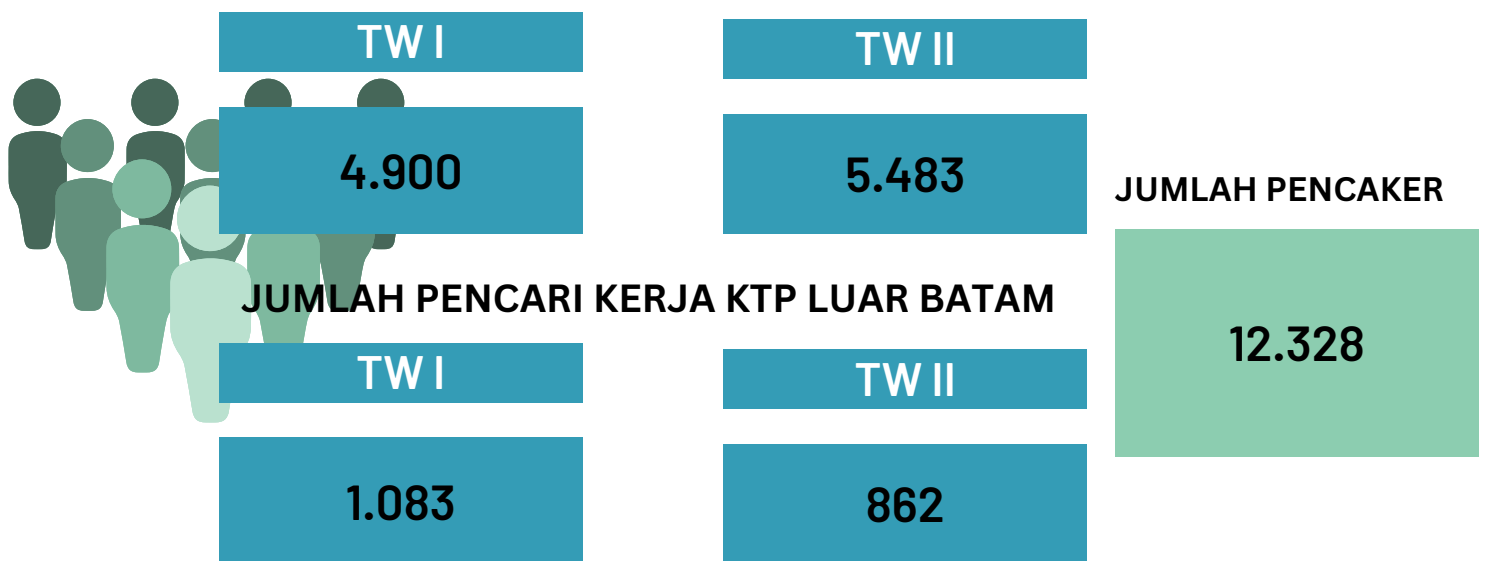 TW I
TW II
4.900
5.483
JUMLAH PENCARI KERJA KTP LUAR BATAM
TW I
TW II
1.083
862
JUMLAH PENCAKER
12.328